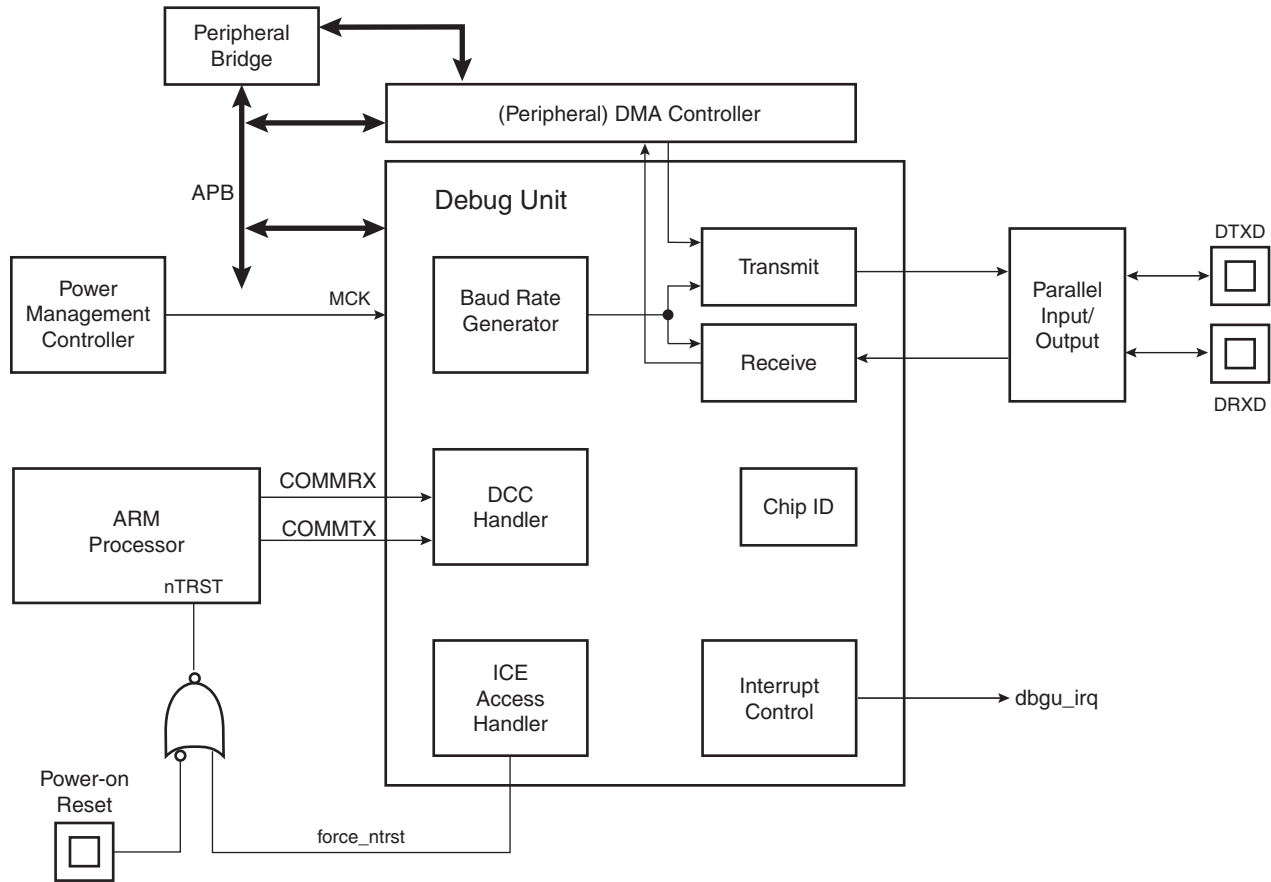 Peripheral
Bridge
(Peripheral) DMA Controller
APB
Debug Unit
Power
Management
Controller
MCK
Baud Rate
Generator
Transmit
Receive
Parallel
Input/
Output
DTXD
DRXD
ARM
Processor
nTRST
COMMRX
COMMTX
DCC
Handler
Chip ID
ICE
Access
Handler
Interrupt
Control
dbgu_irq
Power-on
Reset
force_ntrst